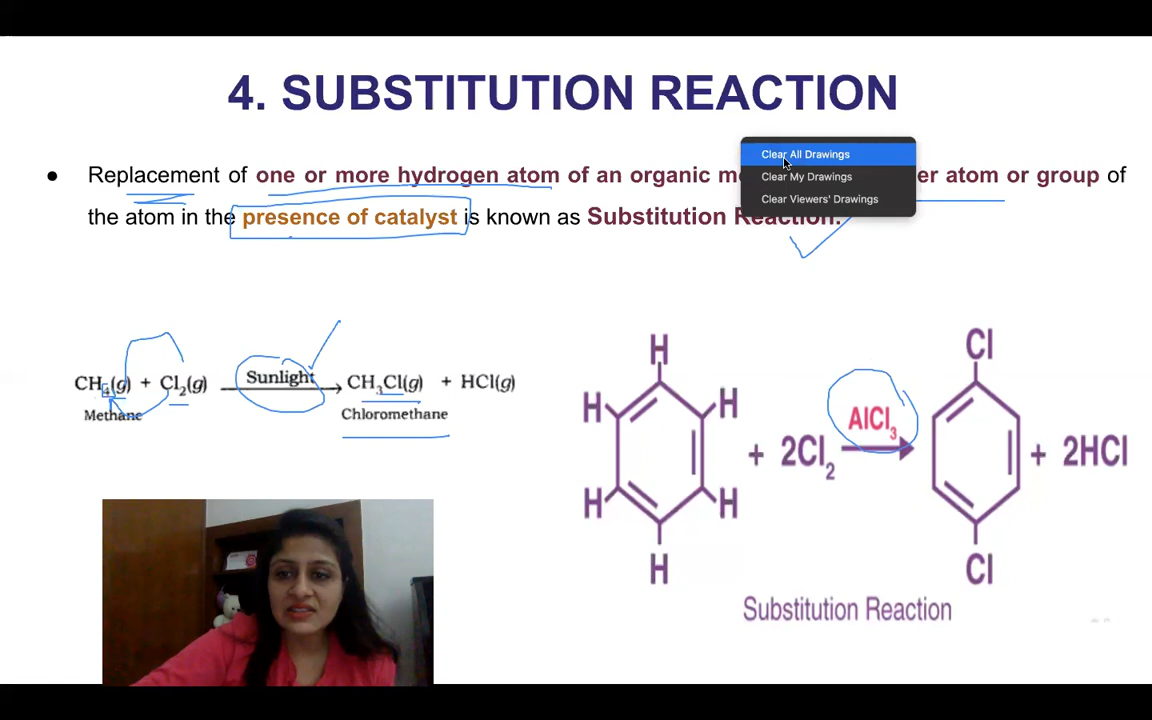 4. SUBSTITUTION REACTION
● Replacement of one or more hydrogen atom of an organic er atom or group of
the atom in the presence of catalyst is known as Substitution Reaction.
Clear All Drawings
Clear My Drawings
Clear Viewers' Drawings
CH₄(g) + Cl₂(g) Sunlight → CH₃Cl(g) + HCl(g)
Methane Chloromethane
H
H H
H H
H
+ 2Cl₂ AlCl₃ →
Cl
Cl
+ 2HCl
Substitution Reaction